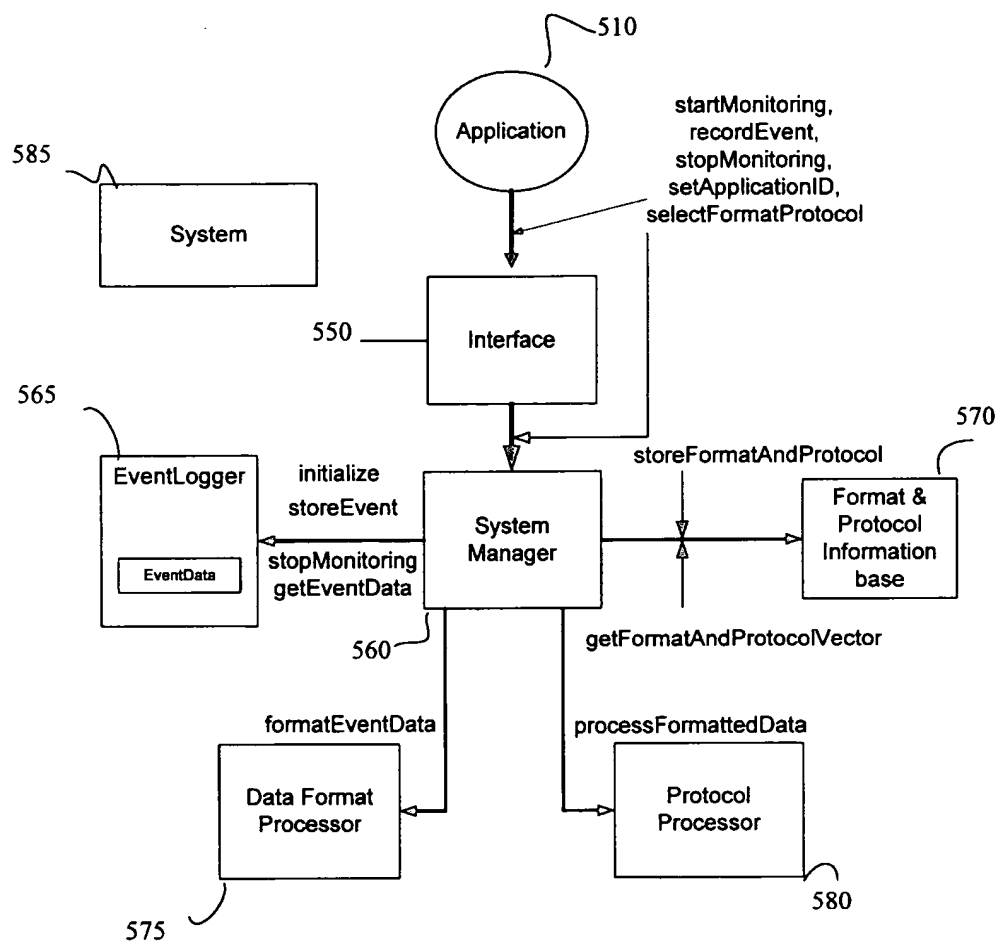 510
Application
startMonitoring,
recordEvent,
stopMonitoring,
setApplicationID,
selectFormatProtocol
585
System
550
Interface
565
EventLogger
EventData
initialize
storeEvent
stopMonitoring
getEventData
System
Manager
560
storeFormatAndProtocol
getFormatAndProtocolVector
570
Format &
Protocol
Information
base
formatEventData
processFormattedData
Data Format
Processor
575
Protocol
Processor
580